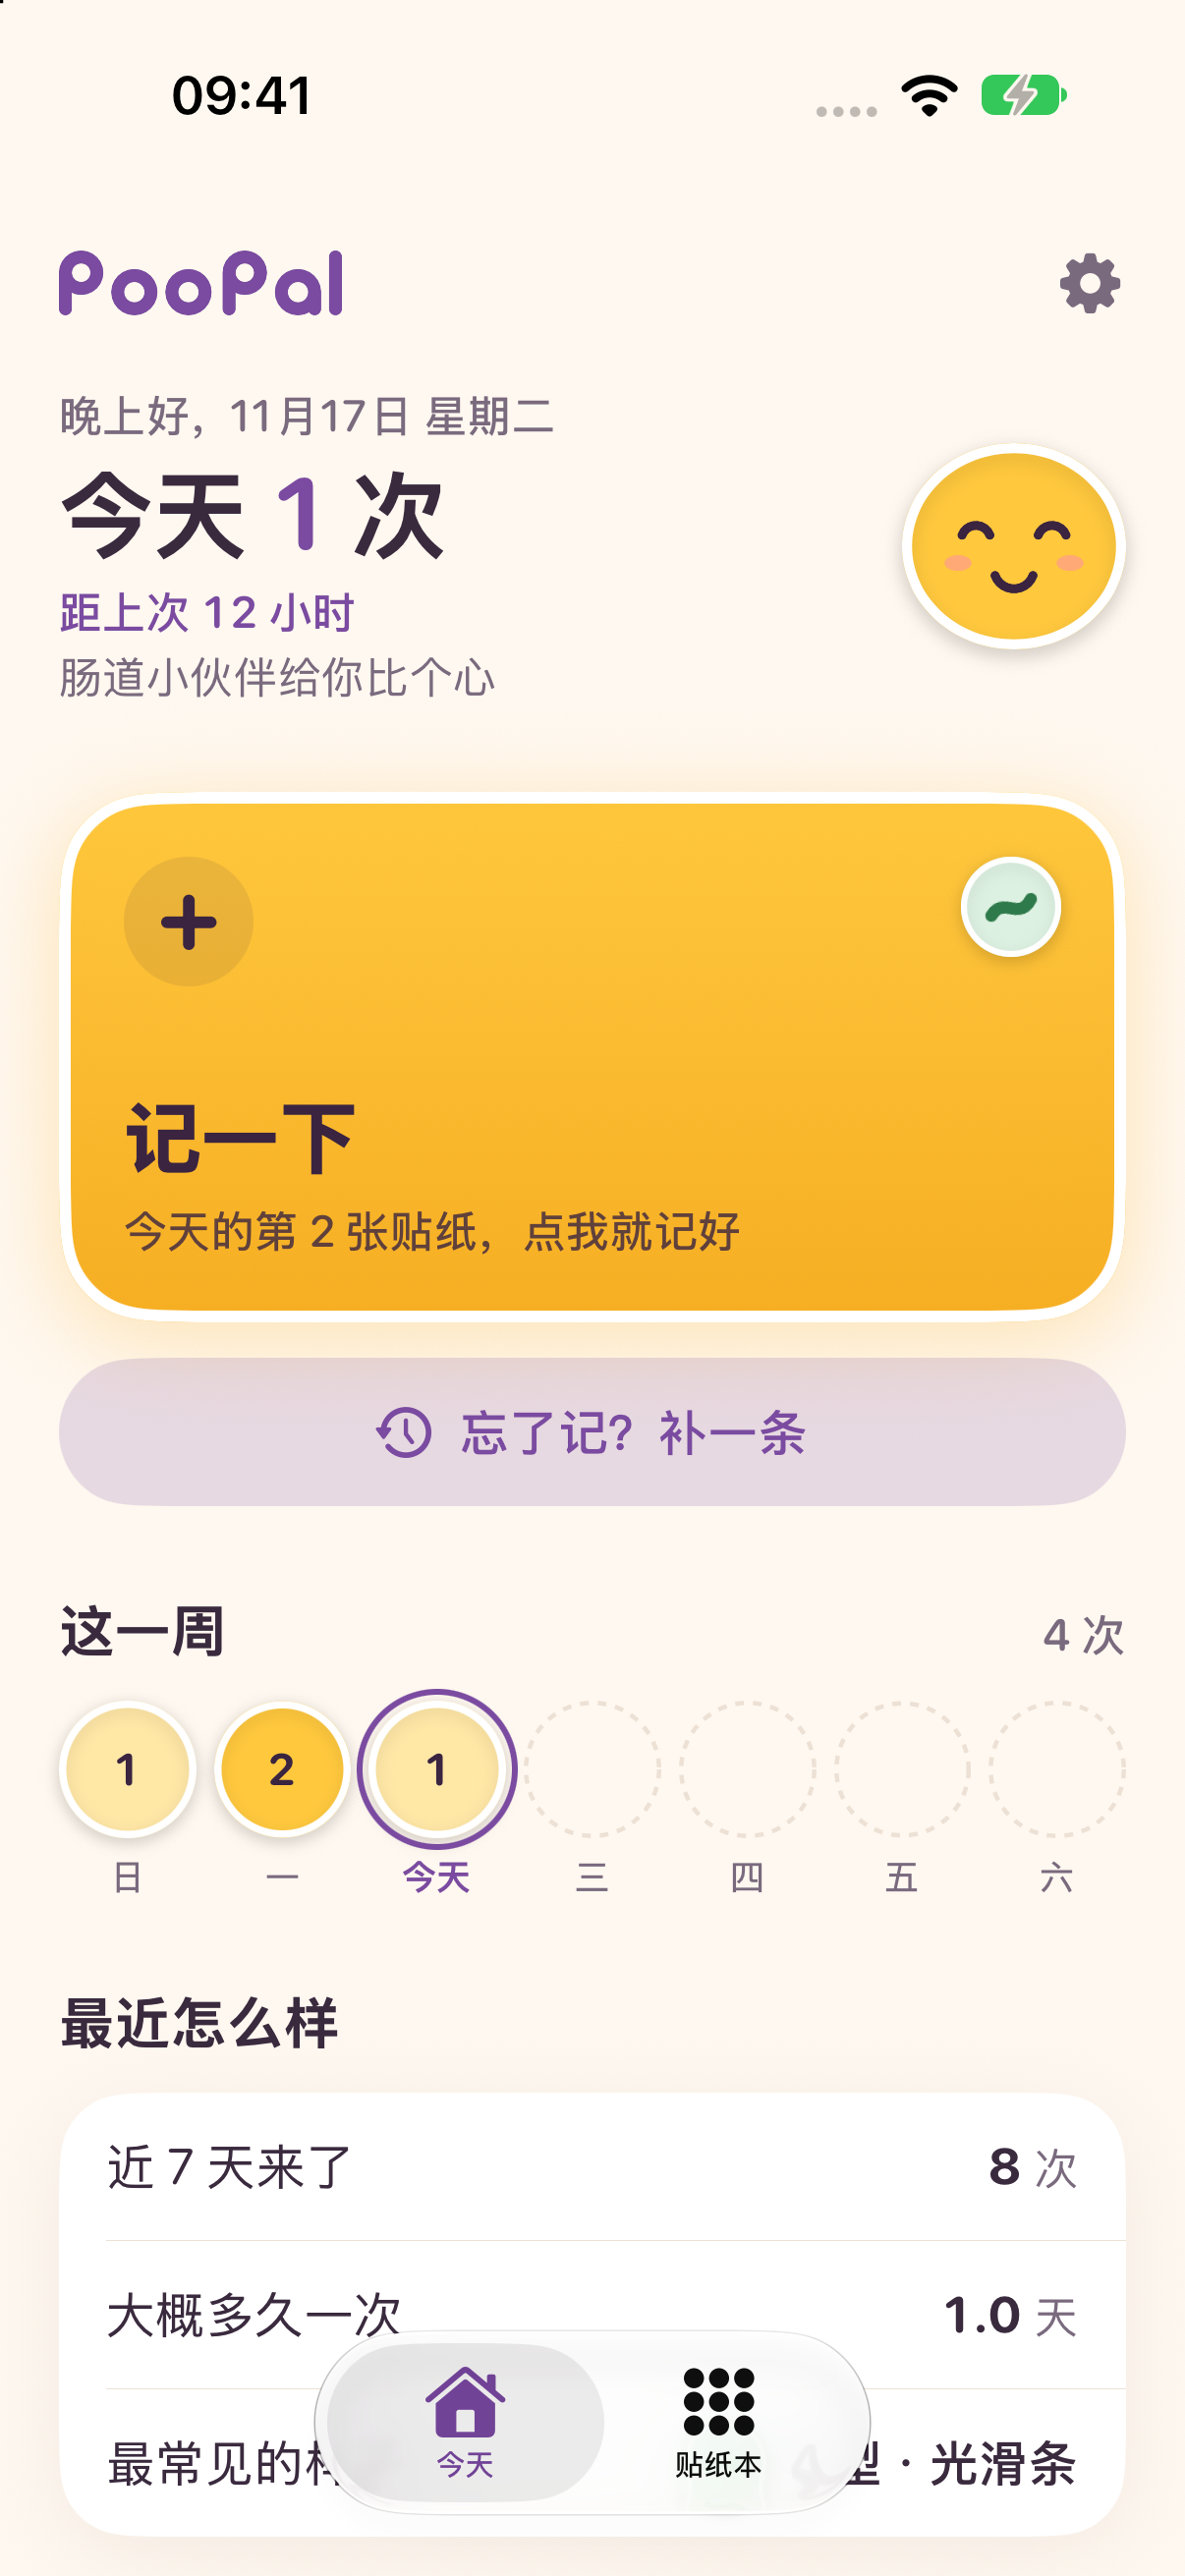 09:41
PooPal
晚上好，11月17日 星期二
今天 1 次
距上次 12 小时
肠道小伙伴给你比个心
记一下
今天的第 2 张贴纸，点我就记好
忘了记？补一条
这一周
4 次
1 2 1
日 一 今天 三 四 五 六
最近怎么样
近 7 天来了 8 次
大概多久一次 1.0 天
最常见的 型 · 光滑条
今天 贴纸本